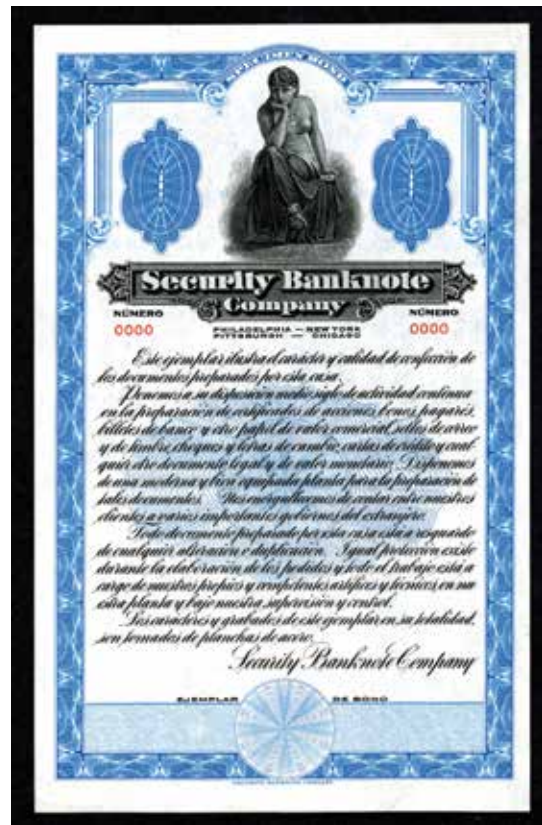 SPECIMEN BOND
Security Banknote
Company
NÚMERO
0000
PHILADELPHIA — NEW YORK
PITTSBURGH — CHICAGO
NÚMERO
0000
Este ejemplar ilustra el carácter y calidad de confección de
los documentos preparados por esta casa.
Ponemos a su disposición medio siglo de actividad continua
en la preparación de certificados de acciones, bonos, pagarés,
billetes de banco y otro papel de valor comercial, sellos de correo
y de timbre, cheques y letras de cambio, cartas de crédito y cual
quier otro documento legal y de valor monetario. Disponemos
de una moderna y bien equipada planta para la preparación de
tales documentos. Nos enorgullecemos de contar entre nuestros
clientes a varios importantes gobiernos del extranjero.
Todo documento preparado por esta casa está a resguardo
de cualquier alteración o duplicación. Igual protección existe
durante la elaboración de los pedidos y todo el trabajo está a
cargo de nuestros propios y competentes artífices y técnicos, en nu
estra planta y bajo nuestra supervisión y control.
Los caracteres y grabados de este ejemplar en su totalidad,
son tomados de planchas de acero.
Security Banknote Company
EJEMPLAR DE BONO
SECURITY BANKNOTE COMPANY